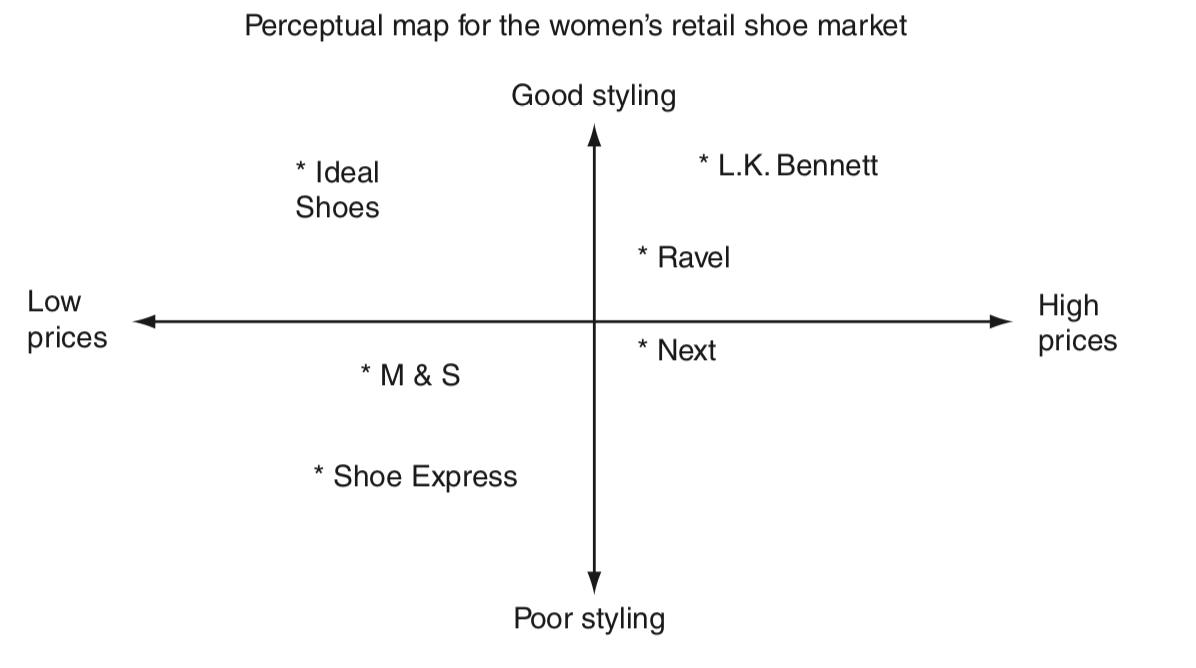 Perceptual map for the women’s retail shoe market
Good styling
* Ideal
Shoes
* L.K. Bennett
* Ravel
Low
prices
High
prices
* Next
* M & S
* Shoe Express
Poor styling